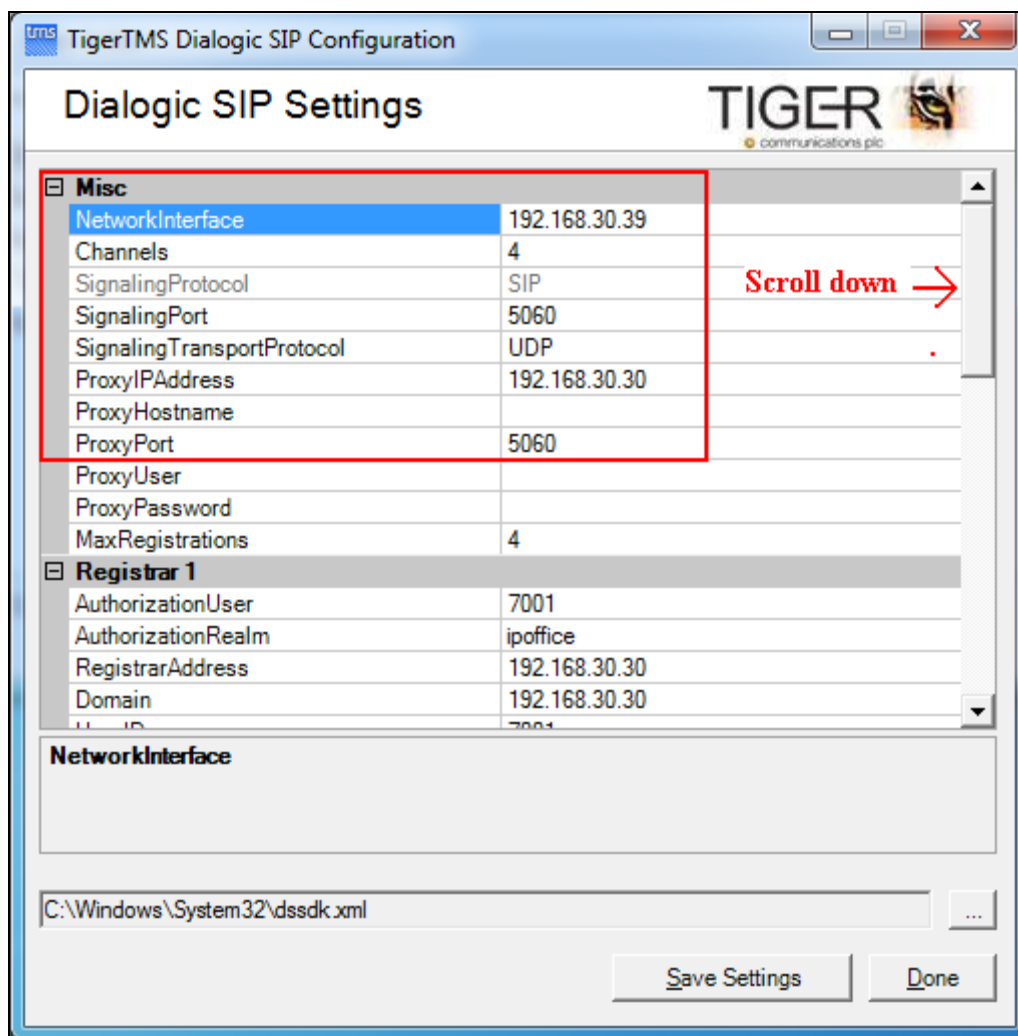 tms TigerTMS Dialogic SIP Configuration
Dialogic SIP Settings
TIGER
communications plc
Misc
NetworkInterface 192.168.30.39
Channels 4
SignalingProtocol SIP
Scroll down
SignalingPort 5060
SignalingTransportProtocol UDP
ProxyIPAddress 192.168.30.30
ProxyHostname
ProxyPort 5060
ProxyUser
ProxyPassword
MaxRegistrations 4
Registrar 1
AuthorizationUser 7001
AuthorizationRealm ipoffice
RegistrarAddress 192.168.30.30
Domain 192.168.30.30
NetworkInterface
C:\Windows\System32\dssdk.xml
...
Save Settings Done